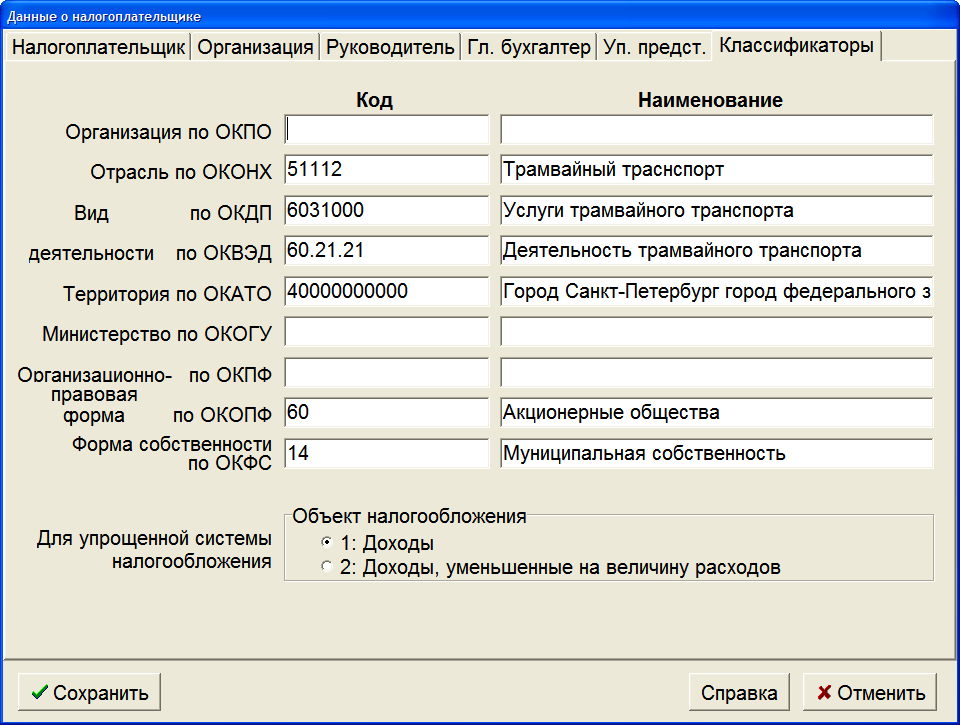 Данные о налогоплательщике
Налогоплательщик Организация Руководитель Гл. бухгалтер Уп. предст. Классификаторы
Код Наименование
Организация по ОКПО
Отрасль по ОКОНХ 51112 Трамвайный траснспорт
Вид по ОКДП 6031000 Услуги трамвайного транспорта
деятельности по ОКВЭД 60.21.21 Деятельность трамвайного транспорта
Территория по ОКАТО 40000000000 Город Санкт-Петербург город федерального з
Министерство по ОКОГУ
Организационно- по ОКПФ
правовая
форма по ОКОПФ 60 Акционерные общества
Форма собственности
по ОКФС 14 Муниципальная собственность
Объект налогообложения
Для упрощенной системы
налогообложения
1: Доходы
2: Доходы, уменьшенные на величину расходов
Сохранить Справка Отменить